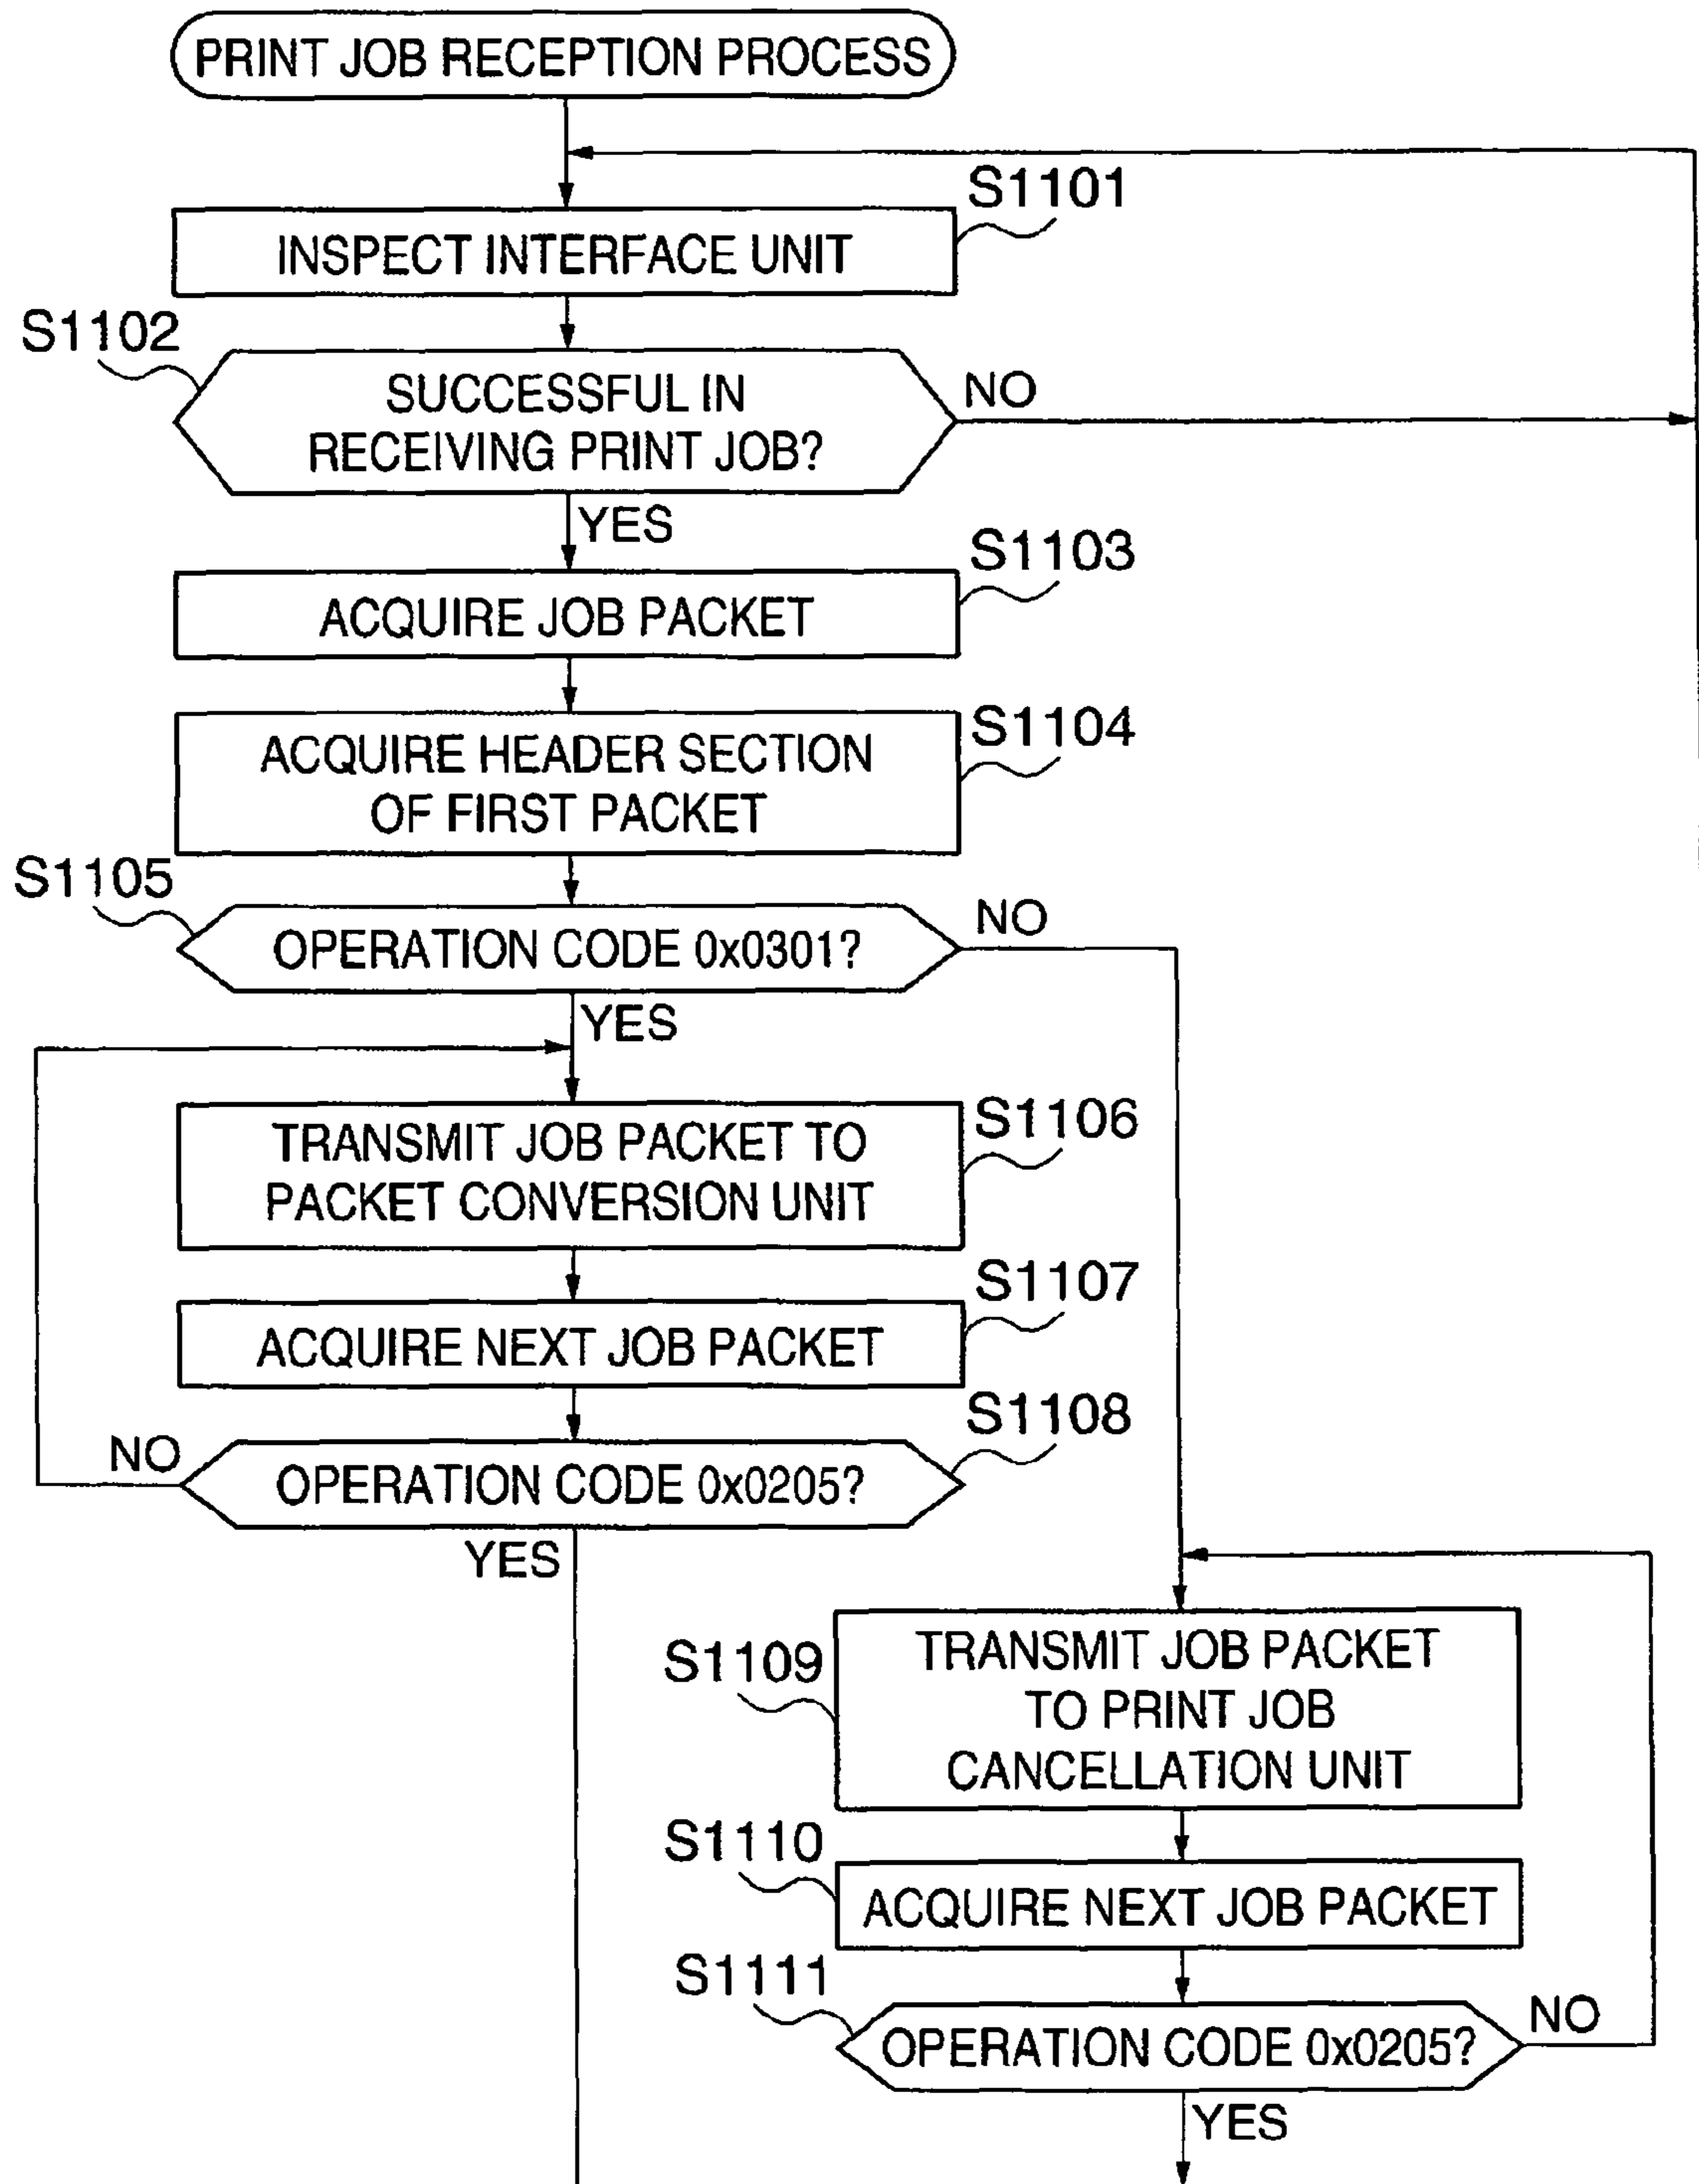 PRINT JOB RECEPTION PROCESS
S1101
INSPECT INTERFACE UNIT
S1102
SUCCESSFUL IN
RECEIVING PRINT JOB?
NO
YES
S1103
ACQUIRE JOB PACKET
S1104
ACQUIRE HEADER SECTION
OF FIRST PACKET
S1105
OPERATION CODE 0x0301?
NO
YES
S1106
TRANSMIT JOB PACKET TO
PACKET CONVERSION UNIT
S1107
ACQUIRE NEXT JOB PACKET
S1108
NO
OPERATION CODE 0x0205?
YES
S1109
TRANSMIT JOB PACKET
TO PRINT JOB
CANCELLATION UNIT
S1110
ACQUIRE NEXT JOB PACKET
S1111
OPERATION CODE 0x0205?
NO
YES